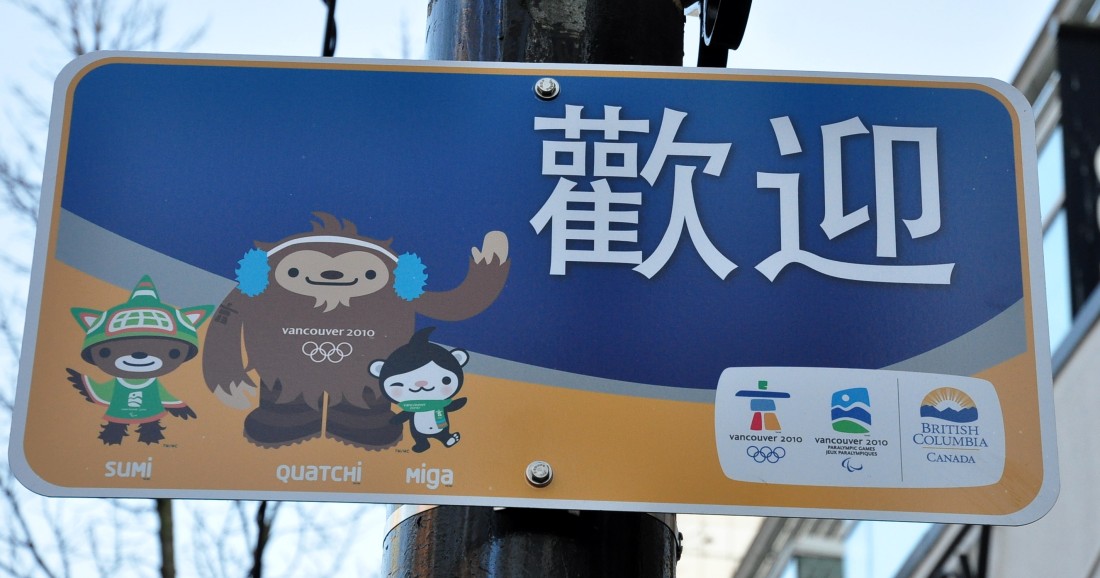 歡迎
vancouver 2010
SUMi
QUATCHi
Miga
vancouver 2010
vancouver 2010
PARALYMPIC GAMES
JEUX PARALYMPIQUES
BRITISH
COLUMBIA
CANADA